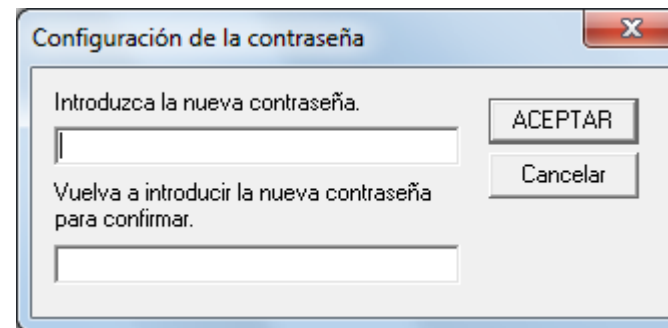 Configuración de la contraseña
Introduzca la nueva contraseña.
ACEPTAR
Cancelar
Vuelva a introducir la nueva contraseña
para confirmar.